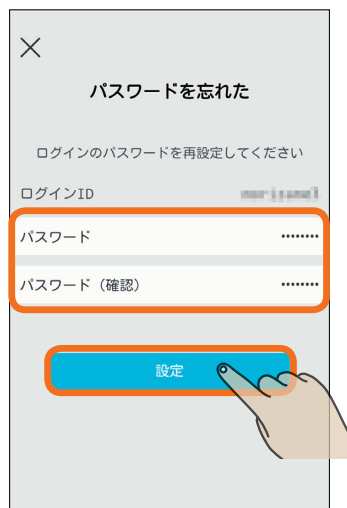 パスワードを忘れた
ログインのパスワードを再設定してください
ログインID
パスワード ••••••••
パスワード（確認） ••••••••
設定